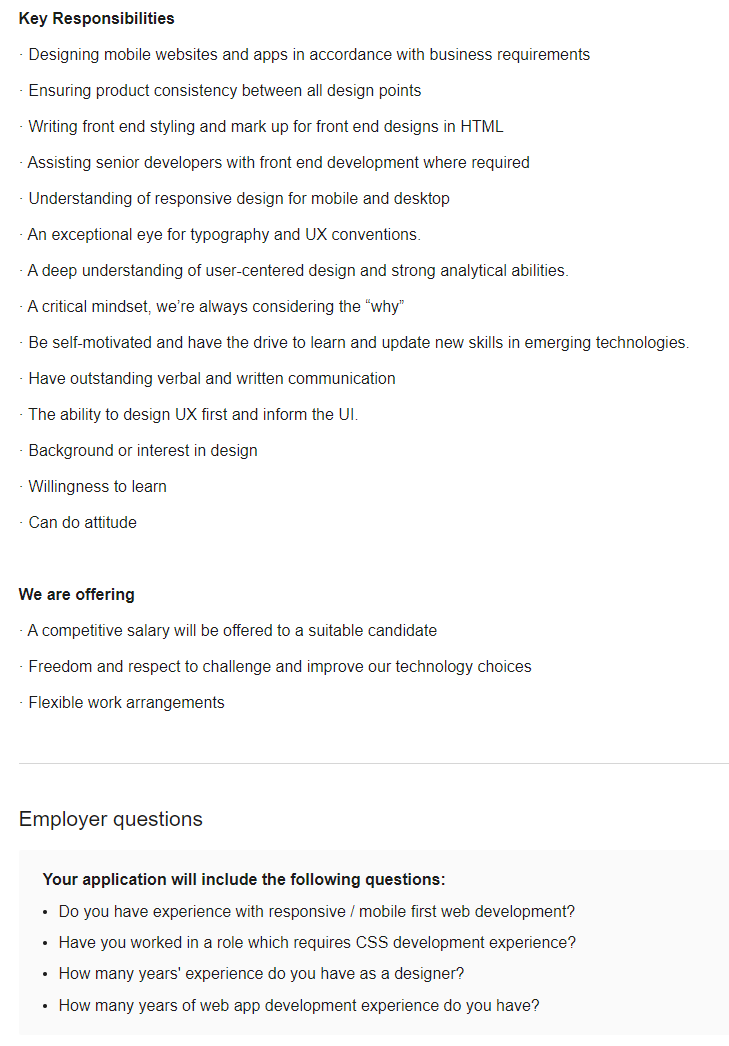 Key Responsibilities
· Designing mobile websites and apps in accordance with business requirements
· Ensuring product consistency between all design points
· Writing front end styling and mark up for front end designs in HTML
· Assisting senior developers with front end development where required
· Understanding of responsive design for mobile and desktop
· An exceptional eye for typography and UX conventions.
· A deep understanding of user-centered design and strong analytical abilities.
· A critical mindset, we’re always considering the “why”
· Be self-motivated and have the drive to learn and update new skills in emerging technologies.
· Have outstanding verbal and written communication
· The ability to design UX first and inform the UI.
· Background or interest in design
· Willingness to learn
· Can do attitude
We are offering
· A competitive salary will be offered to a suitable candidate
· Freedom and respect to challenge and improve our technology choices
· Flexible work arrangements
Employer questions
Your application will include the following questions:
• Do you have experience with responsive / mobile first web development?
• Have you worked in a role which requires CSS development experience?
• How many years' experience do you have as a designer?
• How many years of web app development experience do you have?